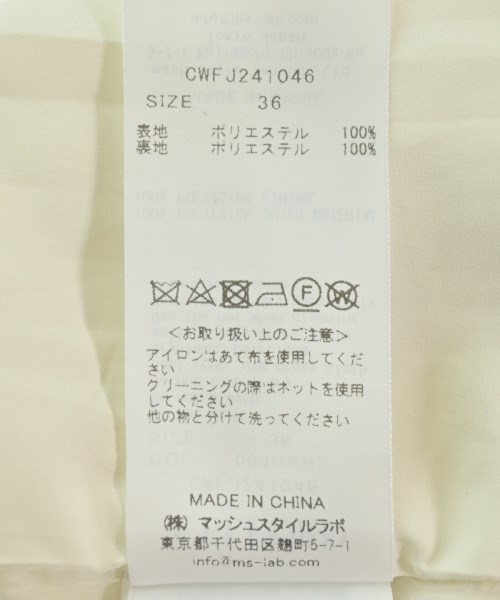 CWFJ241046
SIZE 36
表地 ポリエステル 100%
裏地 ポリエステル 100%
F W
<お取り扱い上のご注意>
アイロンはあて布を使用してくだ
さい
クリーニングの際はネットを使用
してください
他の物と分けて洗ってください
MADE IN CHINA
(株) マッシュスタイルラボ
東京都千代田区麹町5-7-1
info@ms-lab.com